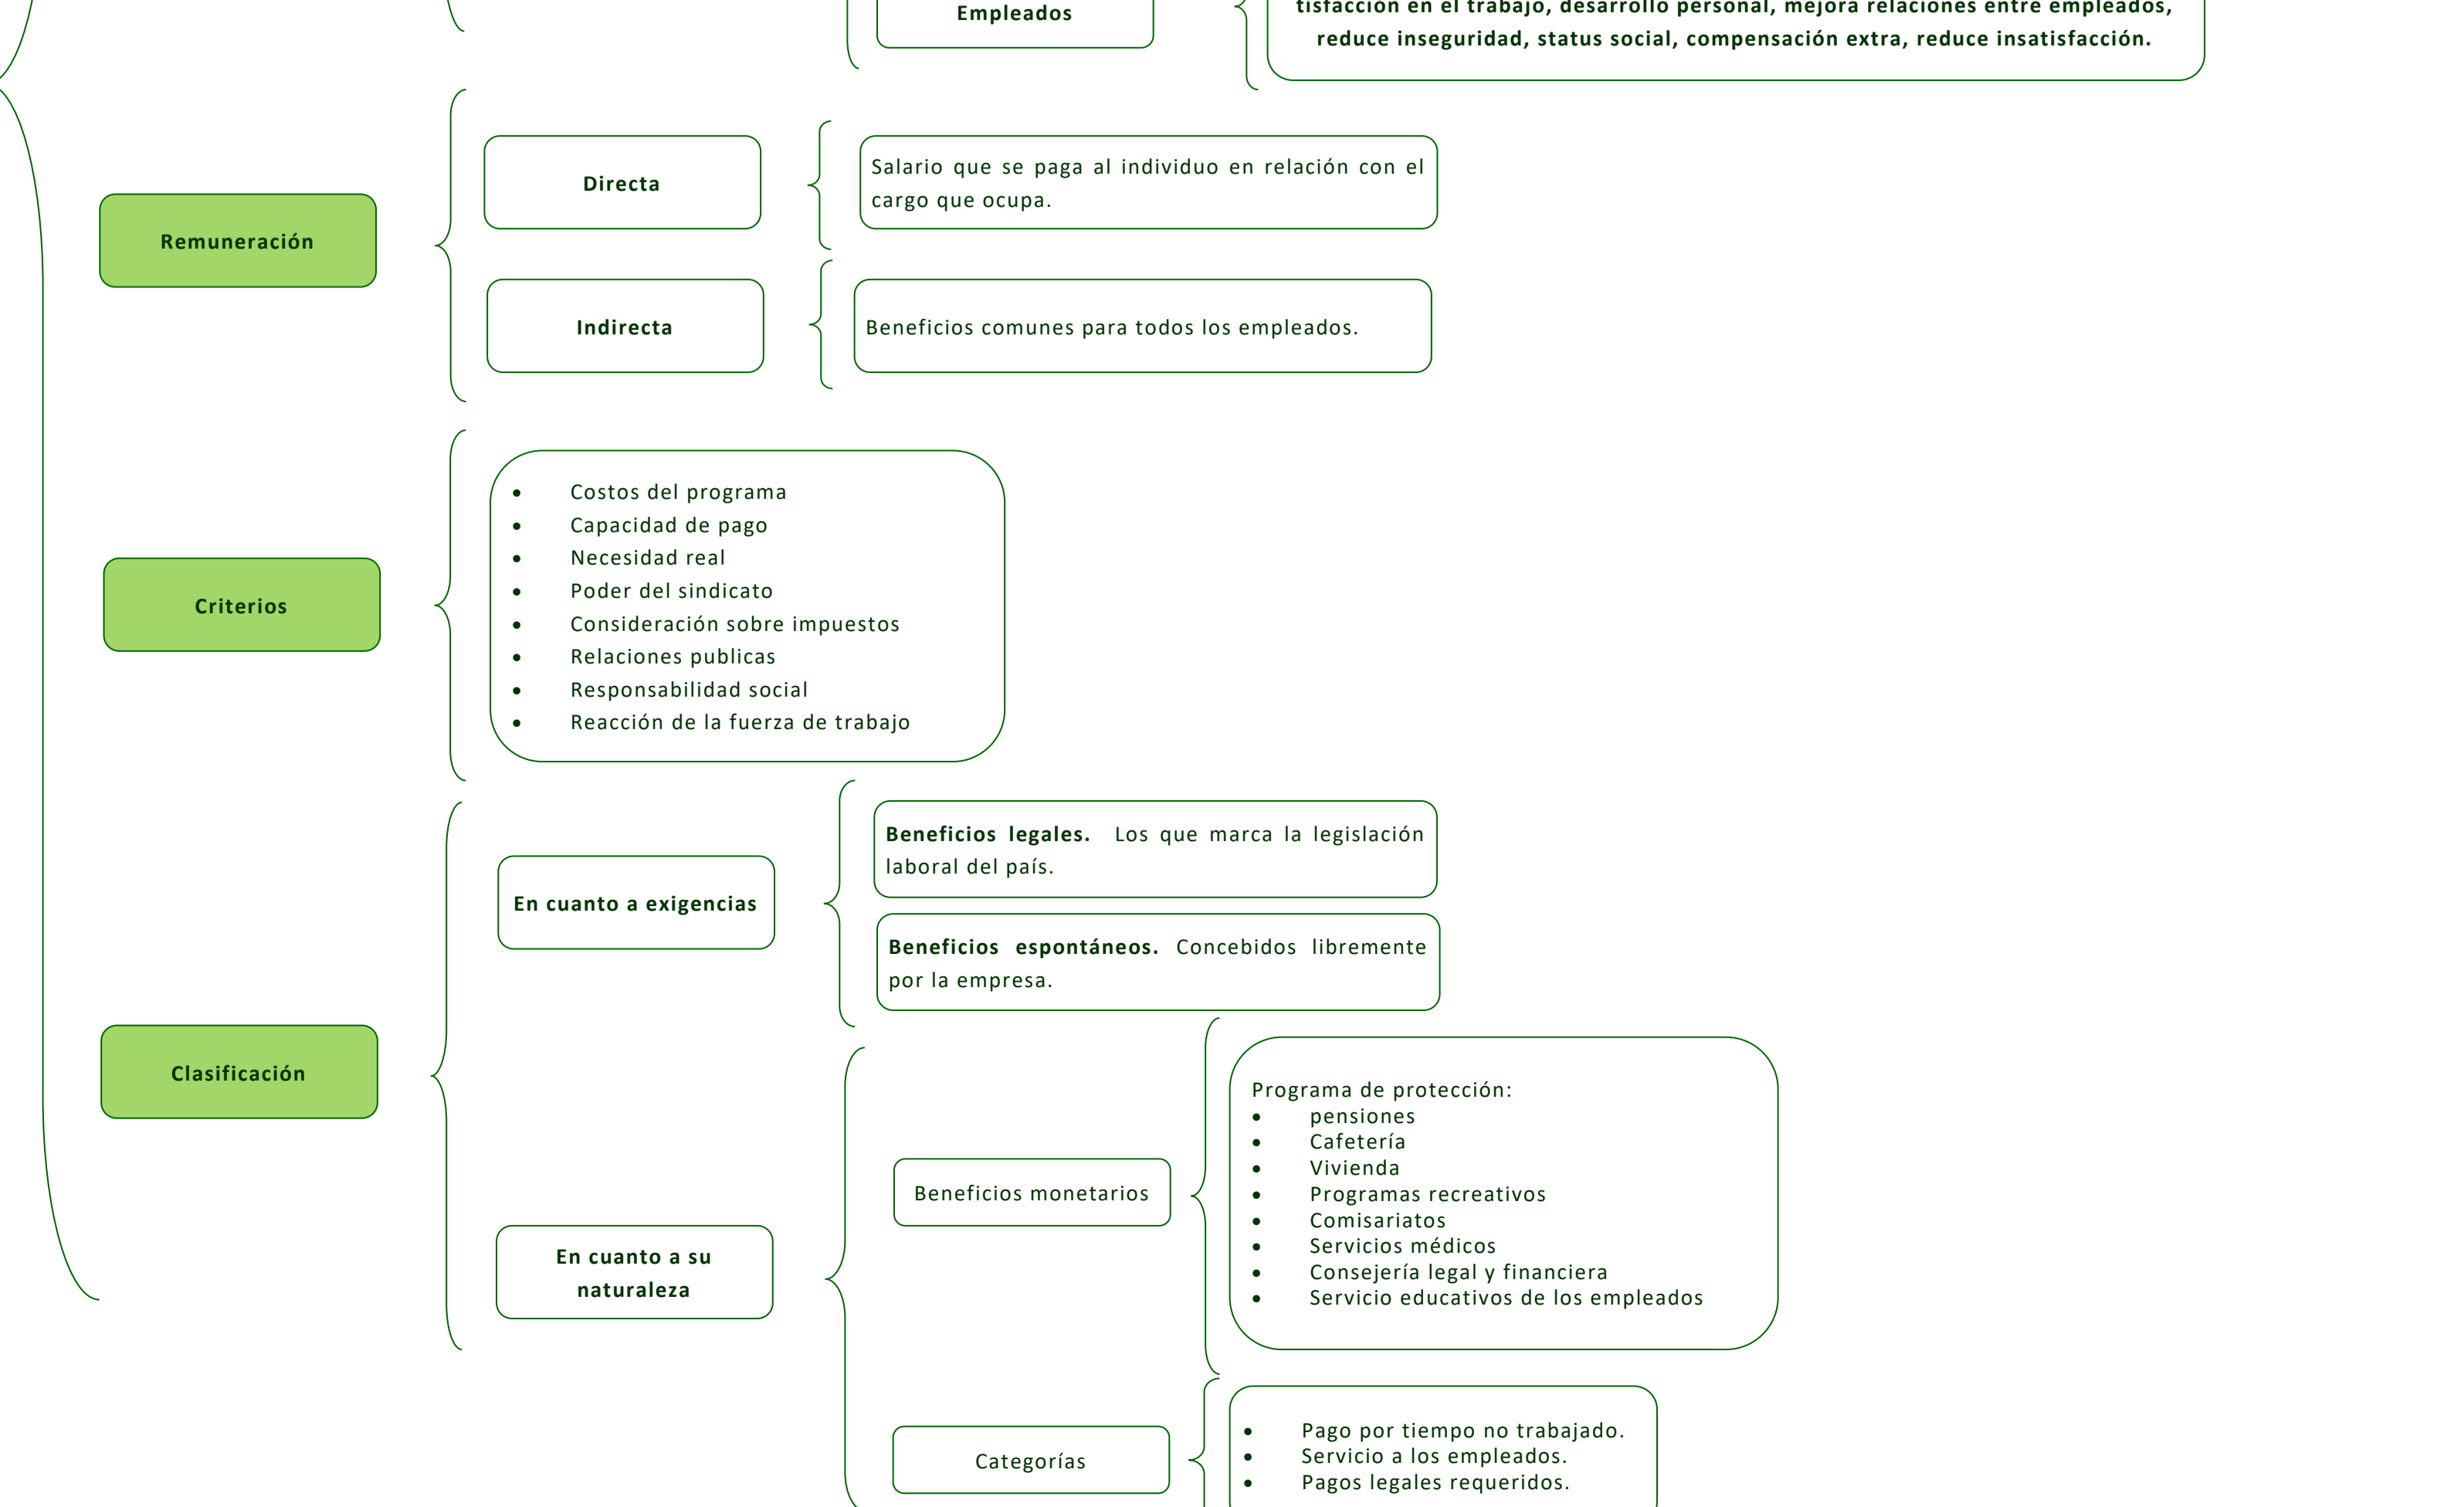 Empleados
tisfacción en el trabajo, desarrollo personal, mejora relaciones entre empleados,
reduce inseguridad, status social, compensación extra, reduce insatisfacción.
Remuneración
Directa
Salario que se paga al individuo en relación con el
cargo que ocupa.
Indirecta
Beneficios comunes para todos los empleados.
Criterios
• Costos del programa
• Capacidad de pago
• Necesidad real
• Poder del sindicato
• Consideración sobre impuestos
• Relaciones publicas
• Responsabilidad social
• Reacción de la fuerza de trabajo
Clasificación
En cuanto a exigencias
Beneficios legales. Los que marca la legislación
laboral del país.
Beneficios espontáneos. Concebidos libremente
por la empresa.
En cuanto a su
naturaleza
Beneficios monetarios
Programa de protección:
• pensiones
• Cafetería
• Vivienda
• Programas recreativos
• Comisariatos
• Servicios médicos
• Consejería legal y financiera
• Servicio educativos de los empleados
Categorías
• Pago por tiempo no trabajado.
• Servicio a los empleados.
• Pagos legales requeridos.